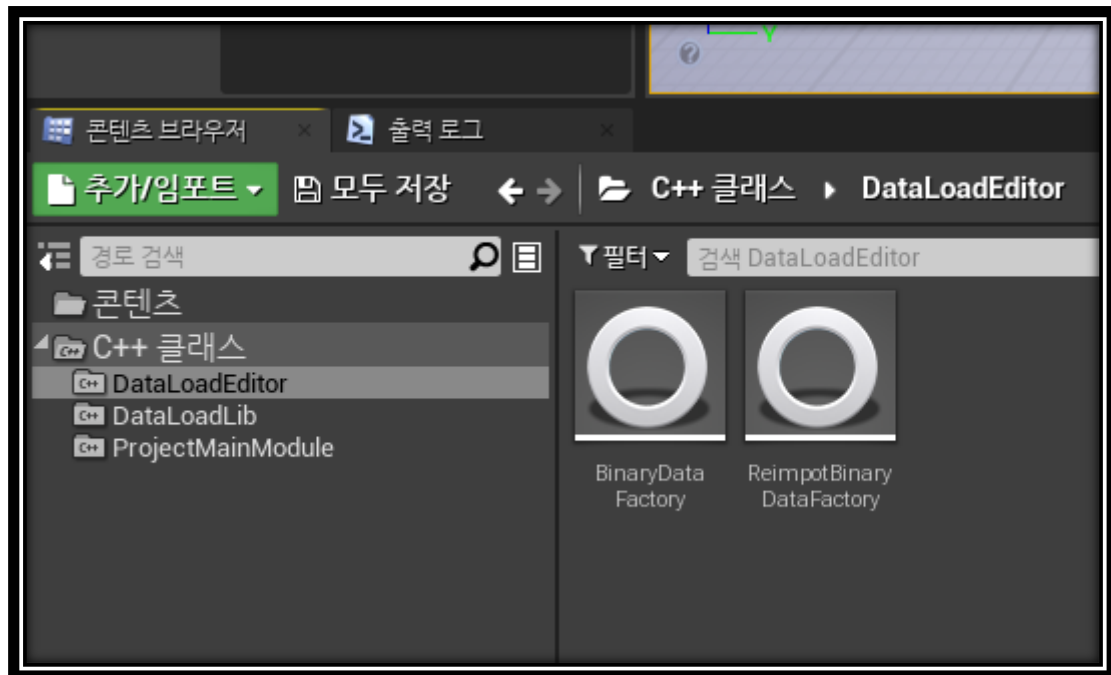 Y
콘텐츠 브라우저
출력 로그
추가/임포트
모두 저장
C++ 클래스
DataLoadEditor
경로 검색
필터
검색 DataLoadEditor
콘텐츠
C++ 클래스
DataLoadEditor
DataLoadLib
ProjectMainModule
BinaryData
Factory
ReimpotBinary
DataFactory